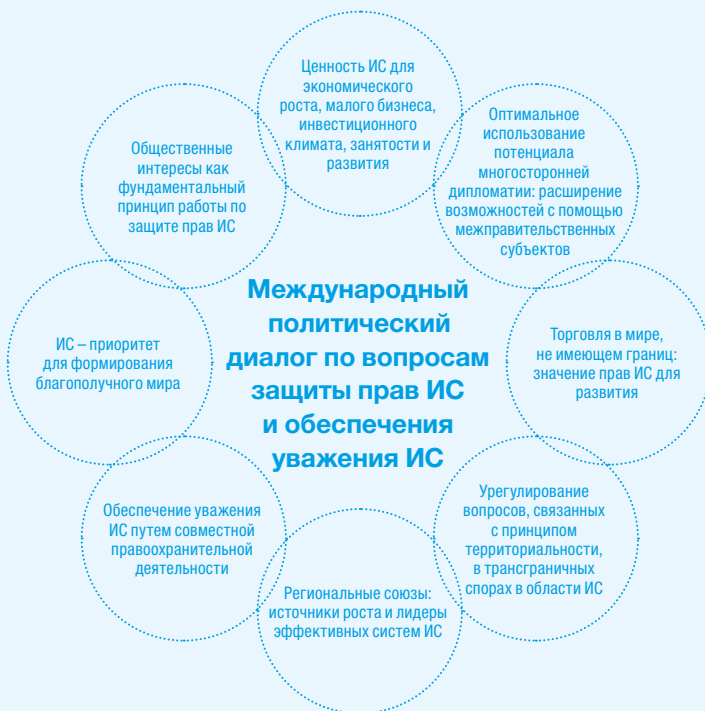 Ценность ИС для
экономического
роста, малого бизнеса,
инвестиционного
климата, занятости и
развития
Оптимальное
использование
потенциала
многосторонней
дипломатии: расширение
возможностей с помощью
межправительственных
субъектов
Торговля в мире,
не имеющем границ:
значение прав ИС для
развития
Урегулирование
вопросов, связанных
с принципом
территориальности,
в трансграничных
спорах в области ИС
Региональные союзы:
источники роста и лидеры
эффективных систем ИС
Обеспечение уважения
ИС путем совместной
правоохранительной
деятельности
ИС – приоритет
для формирования
благополучного мира
Общественные
интересы как
фундаментальный
принцип работы по
защите прав ИС
Международный
политический
диалог по вопросам
защиты прав ИС
и обеспечения
уважения ИС